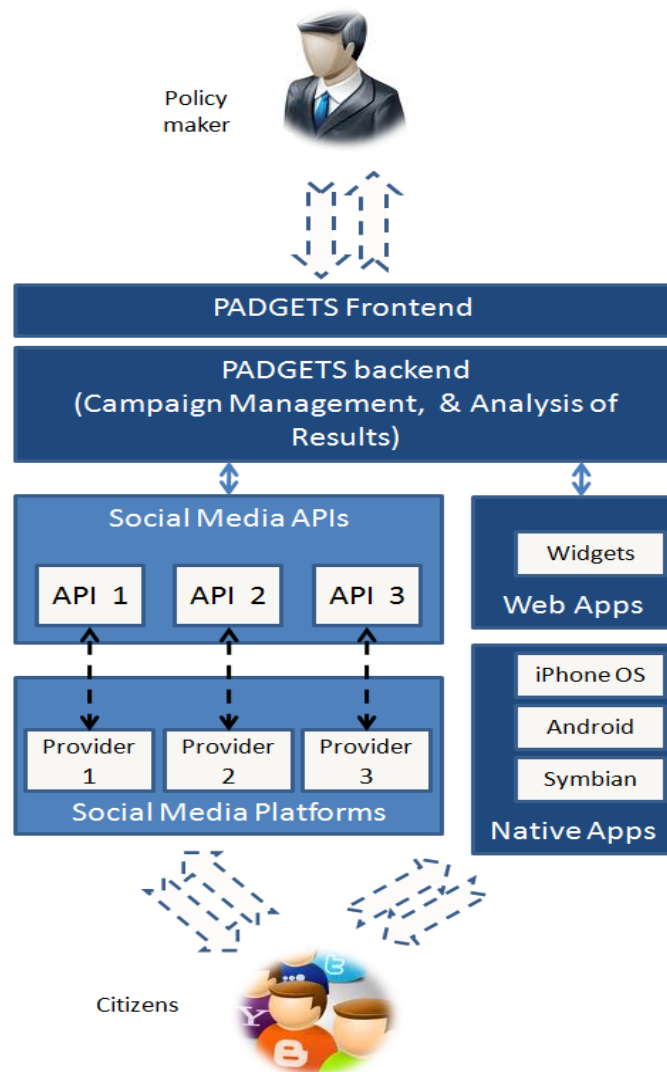 Policy
maker
PADGETS Frontend
PADGETS backend
(Campaign Management, & Analysis of
Results)
Social Media APIs
API 1
API 2
API 3
Widgets
Web Apps
Provider
1
Provider
2
Provider
3
Social Media Platforms
iPhone OS
Android
Symbian
Native Apps
Citizens
Y
t
B